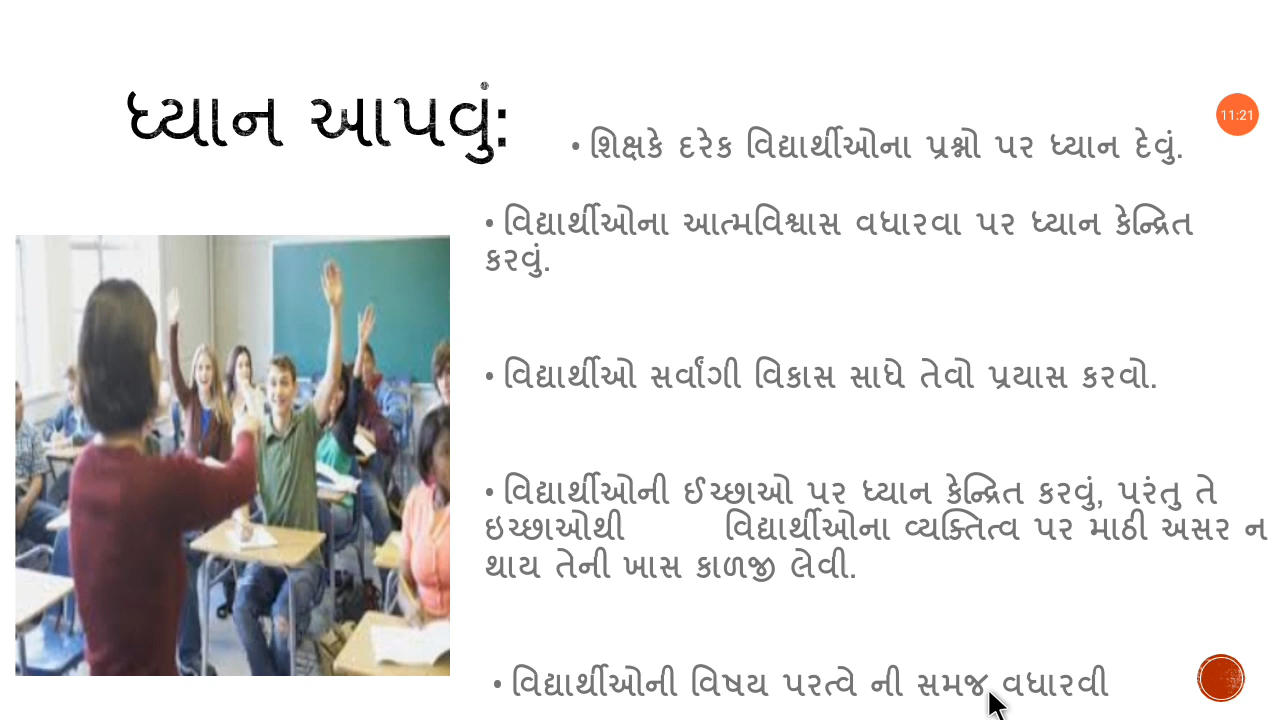 ધ્યાન આપવું:
11:21
• શિક્ષકે દરેક વિદ્યાર્થીઓના પ્રશ્નો પર ધ્યાન દેવું.
• વિદ્યાર્થીઓના આત્મવિશ્વાસ વધારવા પર ધ્યાન કેન્દ્રિત
કરવું.
• વિદ્યાર્થીઓ સર્વાંગી વિકાસ સાધે તેવો પ્રયાસ કરવો.
• વિદ્યાર્થીઓની ઈચ્છાઓ પર ધ્યાન કેન્દ્રિત કરવું, પરંતુ તે
ઇચ્છાઓથી વિદ્યાર્થીઓના વ્યક્તિત્વ પર માઠી અસર ન
થાય તેની ખાસ કાળજી લેવી.
• વિદ્યાર્થીઓની વિષય પરત્વે ની સમજ વધારવી